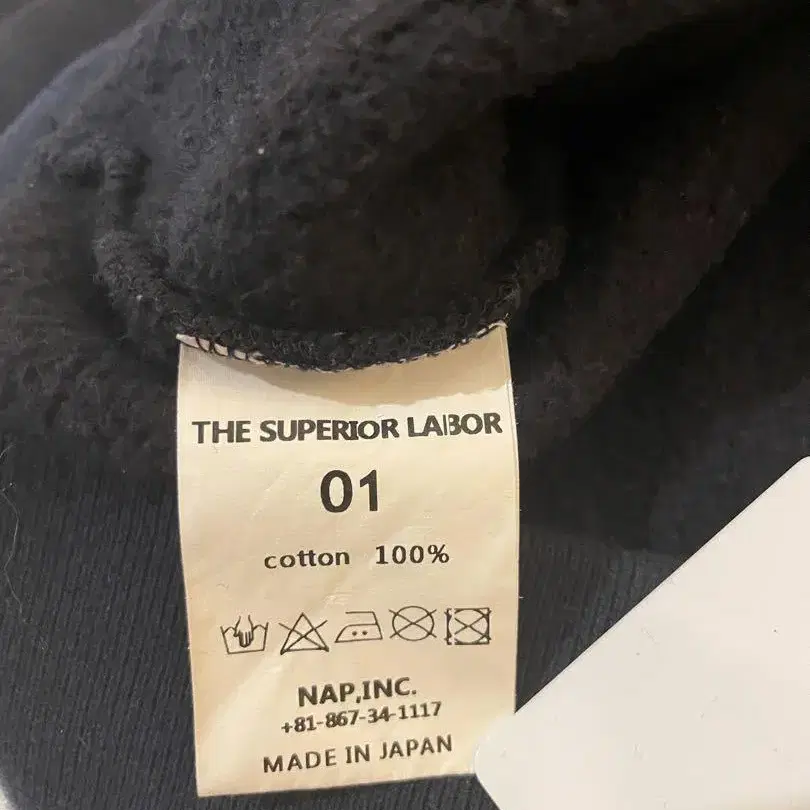 THE SUPERIOR LABOR
01
cotton 100%
NAP,INC.
+81-867-34-1117
MADE IN JAPAN